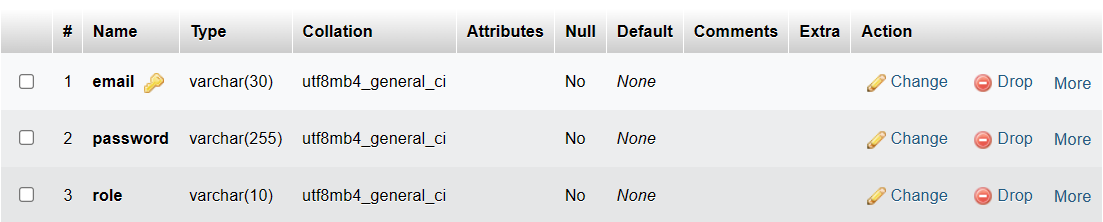 # Name Type Collation Attributes Null Default Comments Extra Action
1 email varchar(30) utf8mb4_general_ci No None Change Drop More
2 password varchar(255) utf8mb4_general_ci No None Change Drop More
3 role varchar(10) utf8mb4_general_ci No None Change Drop More